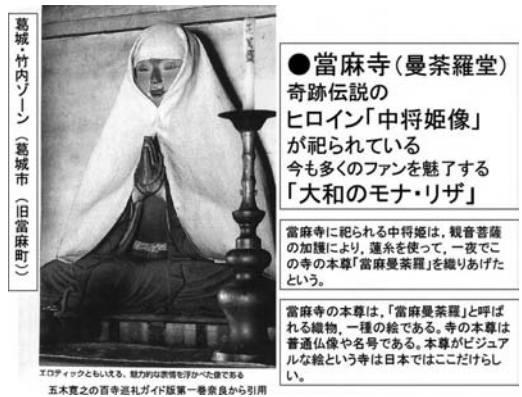 葛城・竹内ゾーン（葛城市（旧當麻町））
●當麻寺（曼荼羅堂）
奇跡伝説の
ヒロイン「中将姫像」
が祀られている
今も多くのファンを魅了する
「大和のモナ・リザ」
當麻寺に祀られる中将姫は，観音菩薩
の加護により，蓮糸を使って，一夜でこ
の寺の本尊「當麻曼荼羅」を織りあげた
という。
當麻寺の本尊は，「當麻曼荼羅」と呼ば
れる織物，一種の絵である。寺の本尊は
普通仏像や名号である。本尊がビジュア
ルな絵という寺は日本ではここだけらし
い。
エロティックともいえる、魅力的な表情を浮かべた像である
五木寛之の百寺巡礼ガイド版第一巻奈良から引用